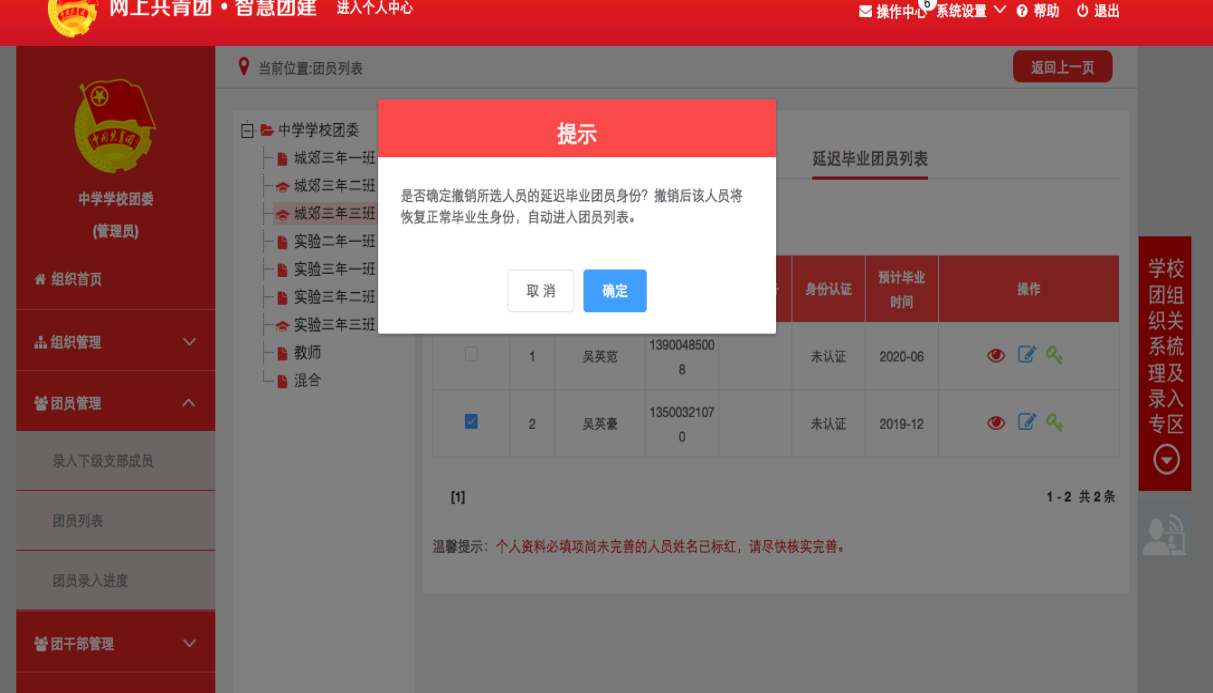 网上共青团·智慧团建 进入个人中心
操作中心 6 系统设置 帮助 退出
中学学校团委
(管理员)
组织首页
组织管理
团员管理
录入下级支部成员
团员列表
团员录入进度
团干部管理
当前位置:团员列表
返回上一页
中学学校团委
城郊三年一班
城郊三年二班
城郊三年三班
实验二年一班
实验三年一班
实验三年二班
实验三年三班
教师
混合
提示
是否确定撤销所选人员的延迟毕业团员身份？撤销后该人员将
恢复正常毕业生身份，自动进入团员列表。
取消 确定
延迟毕业团员列表
身份认证 预计毕业
时间 操作
1 吴英范 1390048500
8 未认证 2020-06
2 吴英豪 1350032107
0 未认证 2019-12
[1] 1-2 共2条
温馨提示：个人资料必填项尚未完善的人员姓名已标红，请尽快核实完善。
学校
团组
织关
系梳
理及
录入
专区